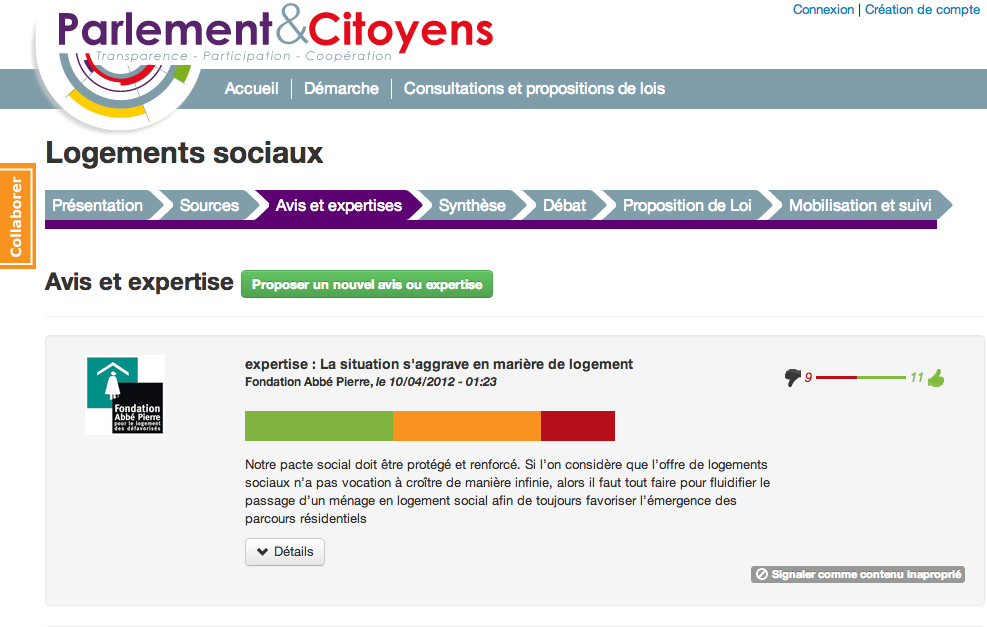 Connexion | Création de compte
Parlement&Citoyens
Transparence - Participation - Coopération
Accueil | Démarche | Consultations et propositions de lois
Logements sociaux
Collaborer
Présentation Sources Avis et expertises Synthèse Débat Proposition de Loi Mobilisation et suivi
Avis et expertise Proposer un nouvel avis ou expertise
expertise : La situation s'aggrave en marière de logement
Fondation Abbé Pierre, le 10/04/2012 - 01:23
9 11
Fondation
Abbé Pierre
pour le logement
des défavorisés
Notre pacte social doit être protégé et renforcé. Si l’on considère que l’offre de logements
sociaux n’a pas vocation à croître de manière infinie, alors il faut tout faire pour fluidifier le
passage d’un ménage en logement social afin de toujours favoriser l’émergence des
parcours résidentiels
Détails
Signaler comme contenu inaproprié